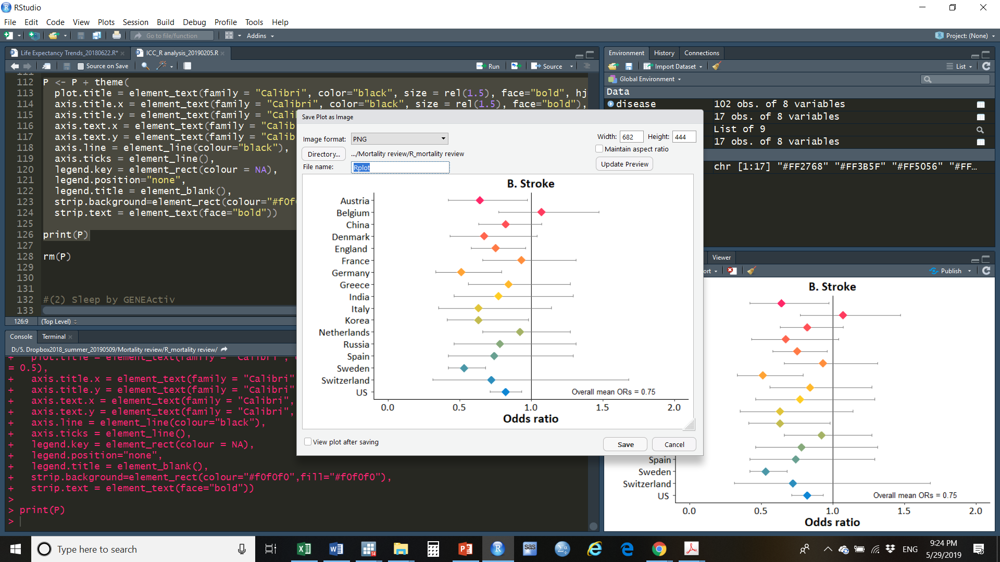 RStudio
File Edit Code View Plots Session Build Debug Profile Tools Help
Go to file/function Addins Project: (None)
Life Expectancy Trends_20180622.R* ICC_R analysis_20190205.R
Source on Save Run Source
112 P <- P + theme(
113 plot.title = element_text(family = "Calibri", color="black", size = rel(1.5), face="bold", hj
114 axis.title.x = element_text(family = "Calibri", color="black", size = rel(1.5), face="bold"),
115 axis.title.y = element_text(family = "Cali
116 axis.text.x = element_text(family = "Calib
117 axis.text.y = element_text(family = "Calib
118 axis.line = element_line(colour="black"),
119 axis.ticks = element_line(),
120 legend.key = element_rect(colour = NA),
121 legend.position="none",
122 legend.title = element_blank(),
123 strip.background=element_rect(colour="#f0f
124 strip.text = element_text(face="bold"))
125
126 print(P)
127
128 rm(P)
129
130
131
132 #(2) Sleep by GENEActiv
133
126:9 (Top Level)
Console Terminal
D:/5. Dropbox2018_summer_20190509/Mortality review/R_mortality review/
+ plot.title = element_text(family = "Calibri",
= 0.5),
+ axis.title.x = element_text(family = "Calibri"
+ axis.title.y = element_text(family = "Calibri"
+ axis.text.x = element_text(family = "Calibri",
+ axis.text.y = element_text(family = "Calibri",
+ axis.line = element_line(colour="black"),
+ axis.ticks = element_line(),
+ legend.key = element_rect(colour = NA),
+ legend.position="none",
+ legend.title = element_blank(),
+ strip.background=element_rect(colour="#f0f0f0",fill="#f0f0f0"),
+ strip.text = element_text(face="bold"))
>
> print(P)
>
Save Plot as Image
Image format: PNG
Width: 682 Height: 444
Directory... .../Mortality review/R_mortality review
Maintain aspect ratio
File name: Rplot
Update Preview
B. Stroke
Austria
Belgium
China
Denmark
England
France
Germany
Greece
India
Italy
Korea
Netherlands
Russia
Spain
Sweden
Switzerland
US
Overall mean ORs = 0.75
0.0 0.5 1.0 1.5 2.0
Odds ratio
View plot after saving
Save Cancel
Environment History Connections
Import Dataset List
Global Environment
Data
disease 102 obs. of 8 variables
17 obs. of 8 variables
List of 9
17 obs. of 8 variables
chr [1:17] "#FF2768" "#FF3B5F" "#FF5056" "#FF...
Viewer
ort Publish
B. Stroke
Spain
Sweden
Switzerland
US
Overall mean ORs = 0.75
0.0 0.5 1.0 1.5 2.0
Odds ratio
Type here to search
14
sas
Σα
ENG
9:24 PM
5/29/2019